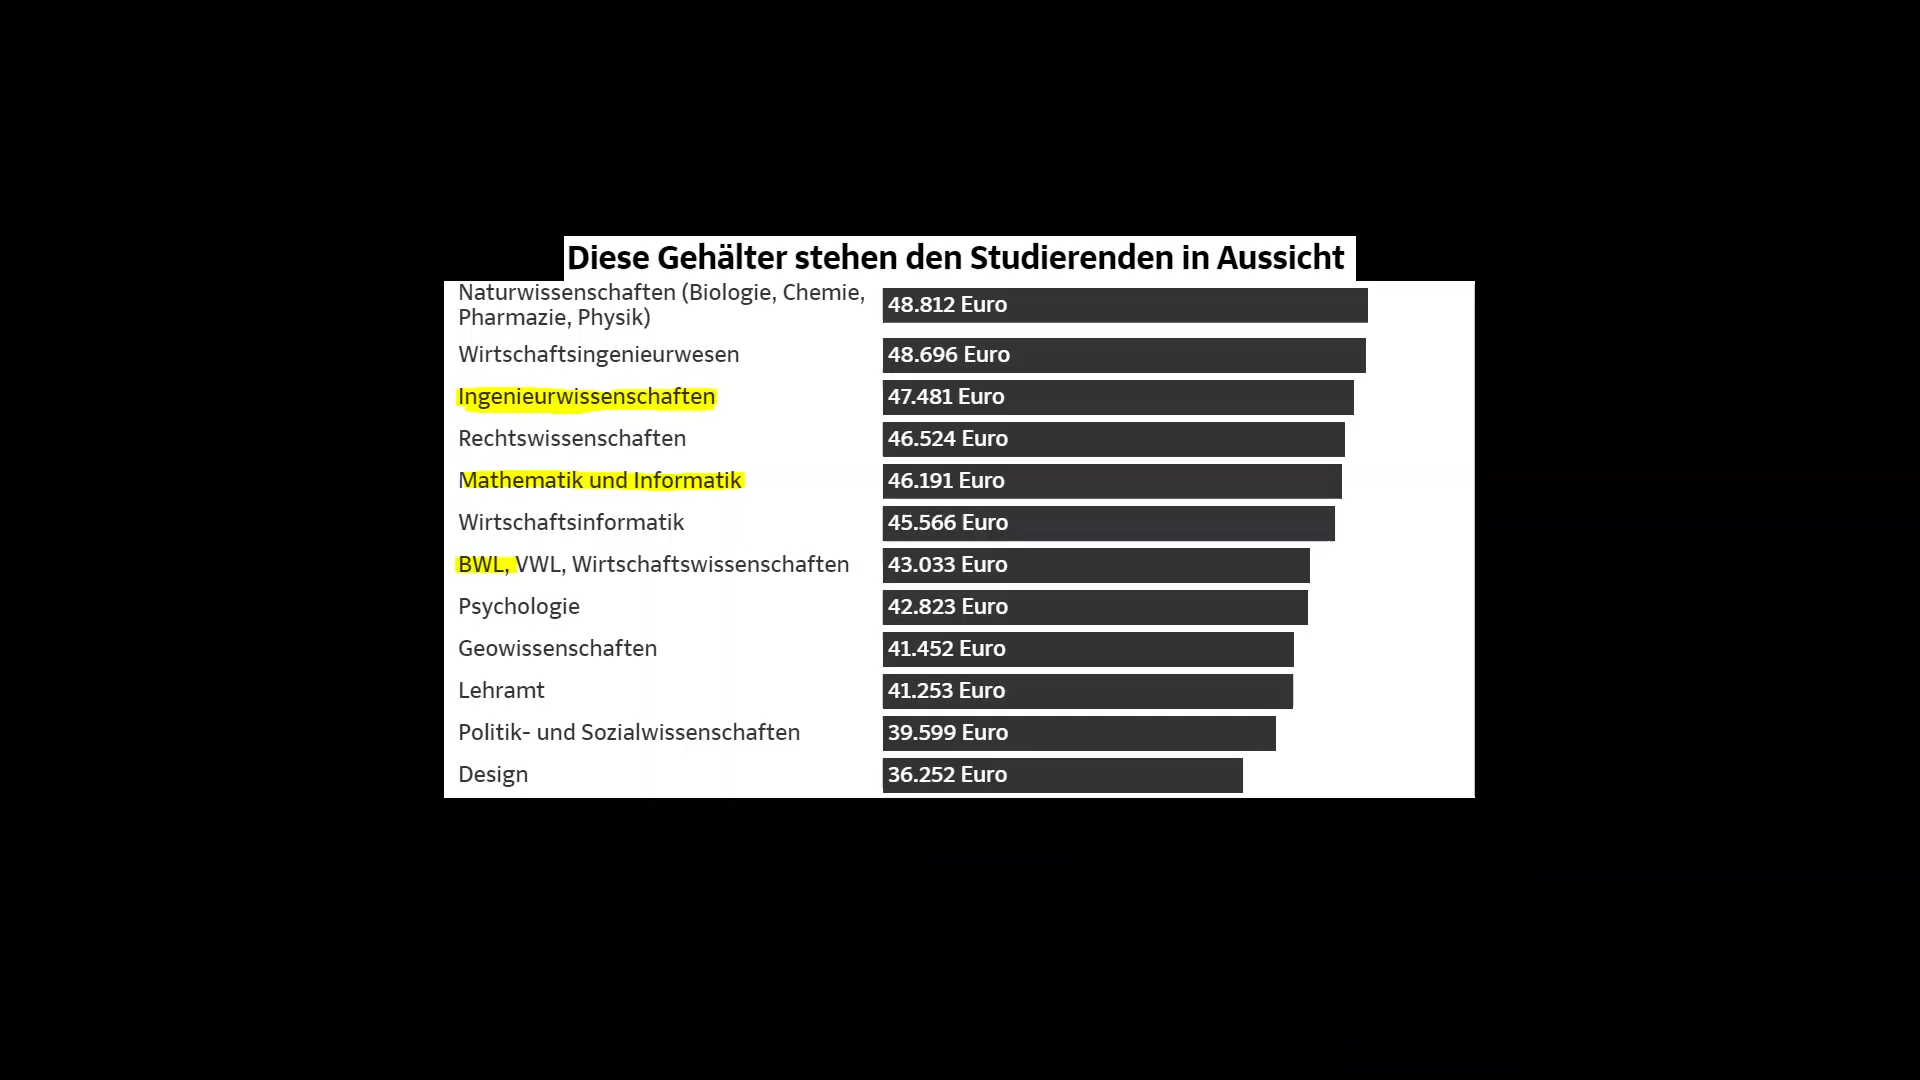 Diese Gehälter stehen den Studierenden in Aussicht
Naturwissenschaften (Biologie, Chemie,
Pharmazie, Physik)
48.812 Euro
Wirtschaftsingenieurwesen
48.696 Euro
Ingenieurwissenschaften
47.481 Euro
Rechtswissenschaften
46.524 Euro
Mathematik und Informatik
46.191 Euro
Wirtschaftsinformatik
45.566 Euro
BWL, VWL, Wirtschaftswissenschaften
43.033 Euro
Psychologie
42.823 Euro
Geowissenschaften
41.452 Euro
Lehramt
41.253 Euro
Politik- und Sozialwissenschaften
39.599 Euro
Design
36.252 Euro